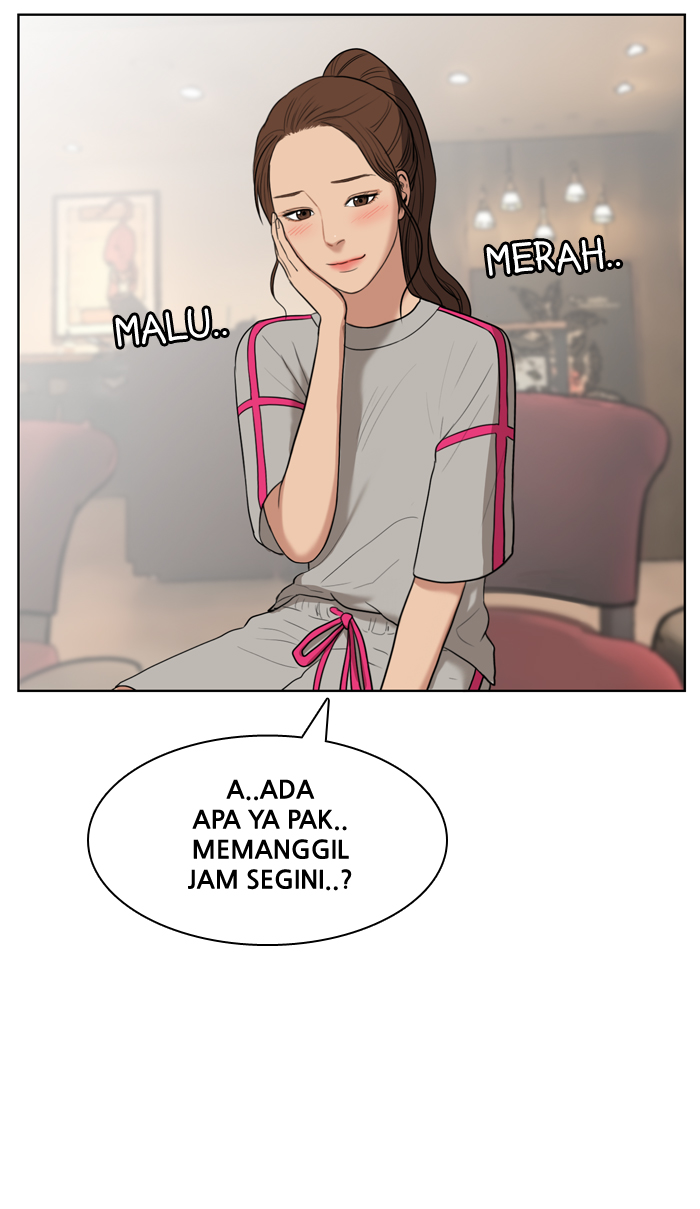 MALU..
MERAH..
A..ADA
APA YA PAK..
MEMANGGIL
JAM SEGINI..?